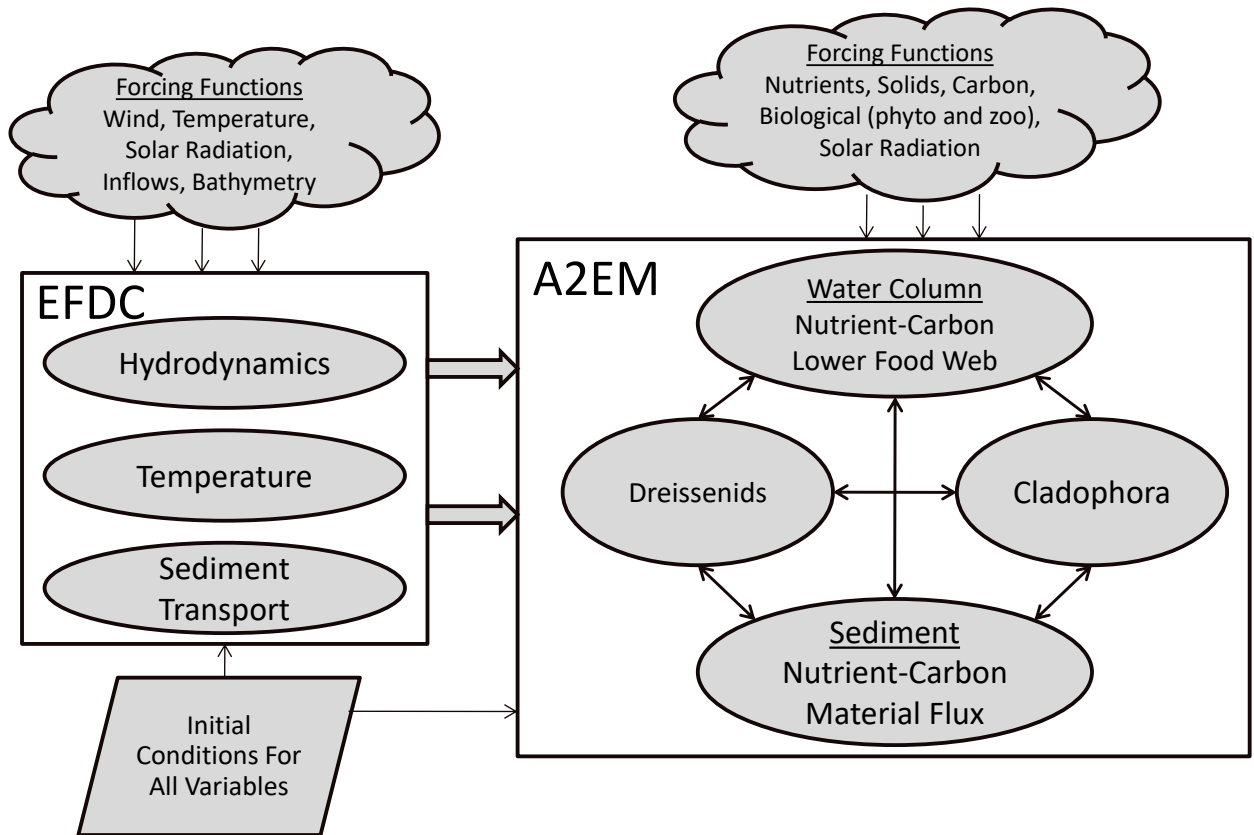 Forcing Functions
Wind, Temperature,
Solar Radiation,
Inflows, Bathymetry
Forcing Functions
Nutrients, Solids, Carbon,
Biological (phyto and zoo),
Solar Radiation
EFDC
Hydrodynamics
Temperature
Sediment
Transport
A2EM
Water Column
Nutrient-Carbon
Lower Food Web
Dreissenids
Cladophora
Sediment
Nutrient-Carbon
Material Flux
Initial
Conditions For
All Variables